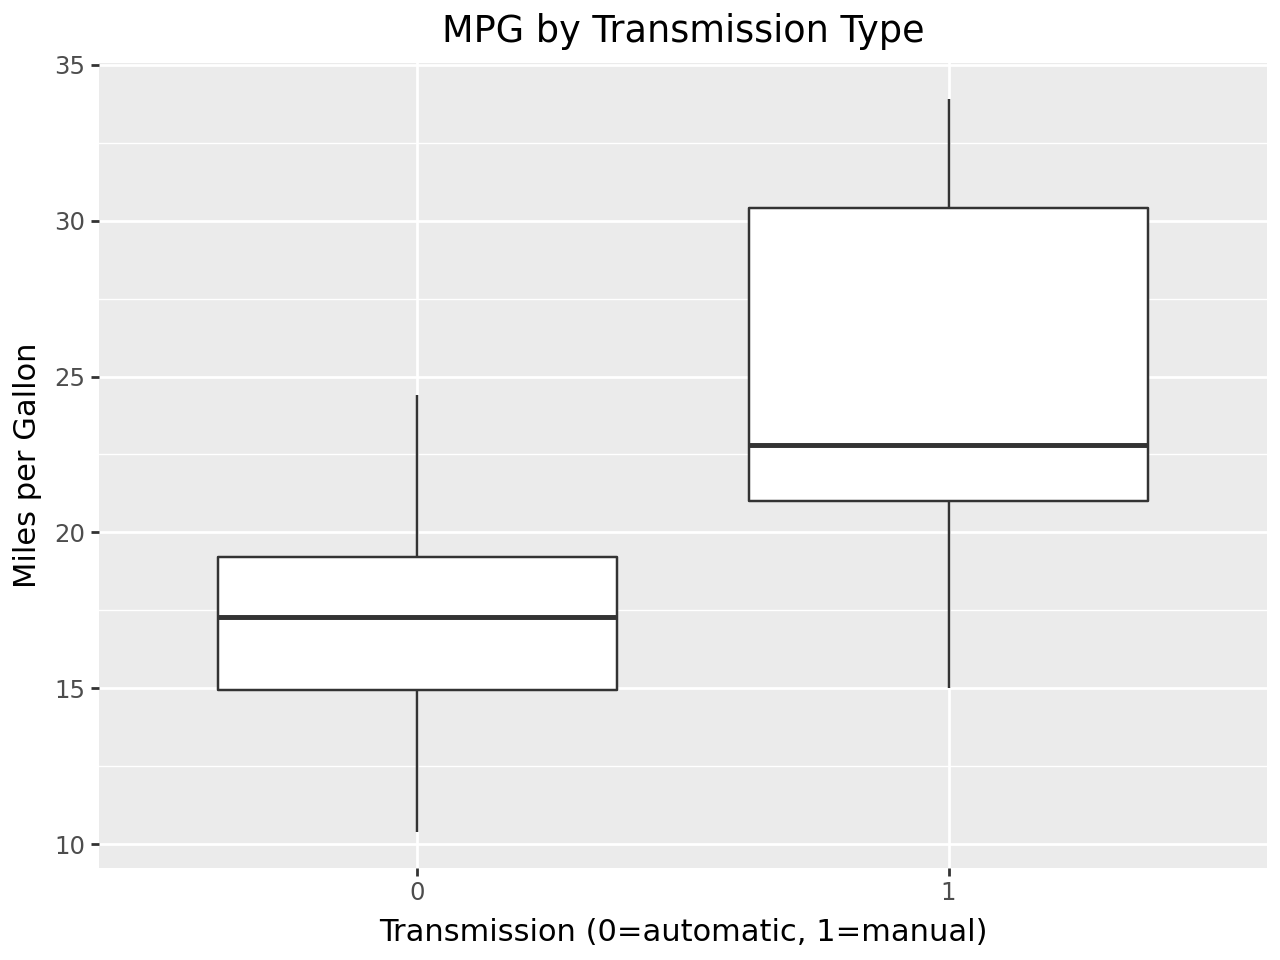 MPG by Transmission Type
35
30
25
20
15
10
Miles per Gallon
0 1
Transmission (0=automatic, 1=manual)